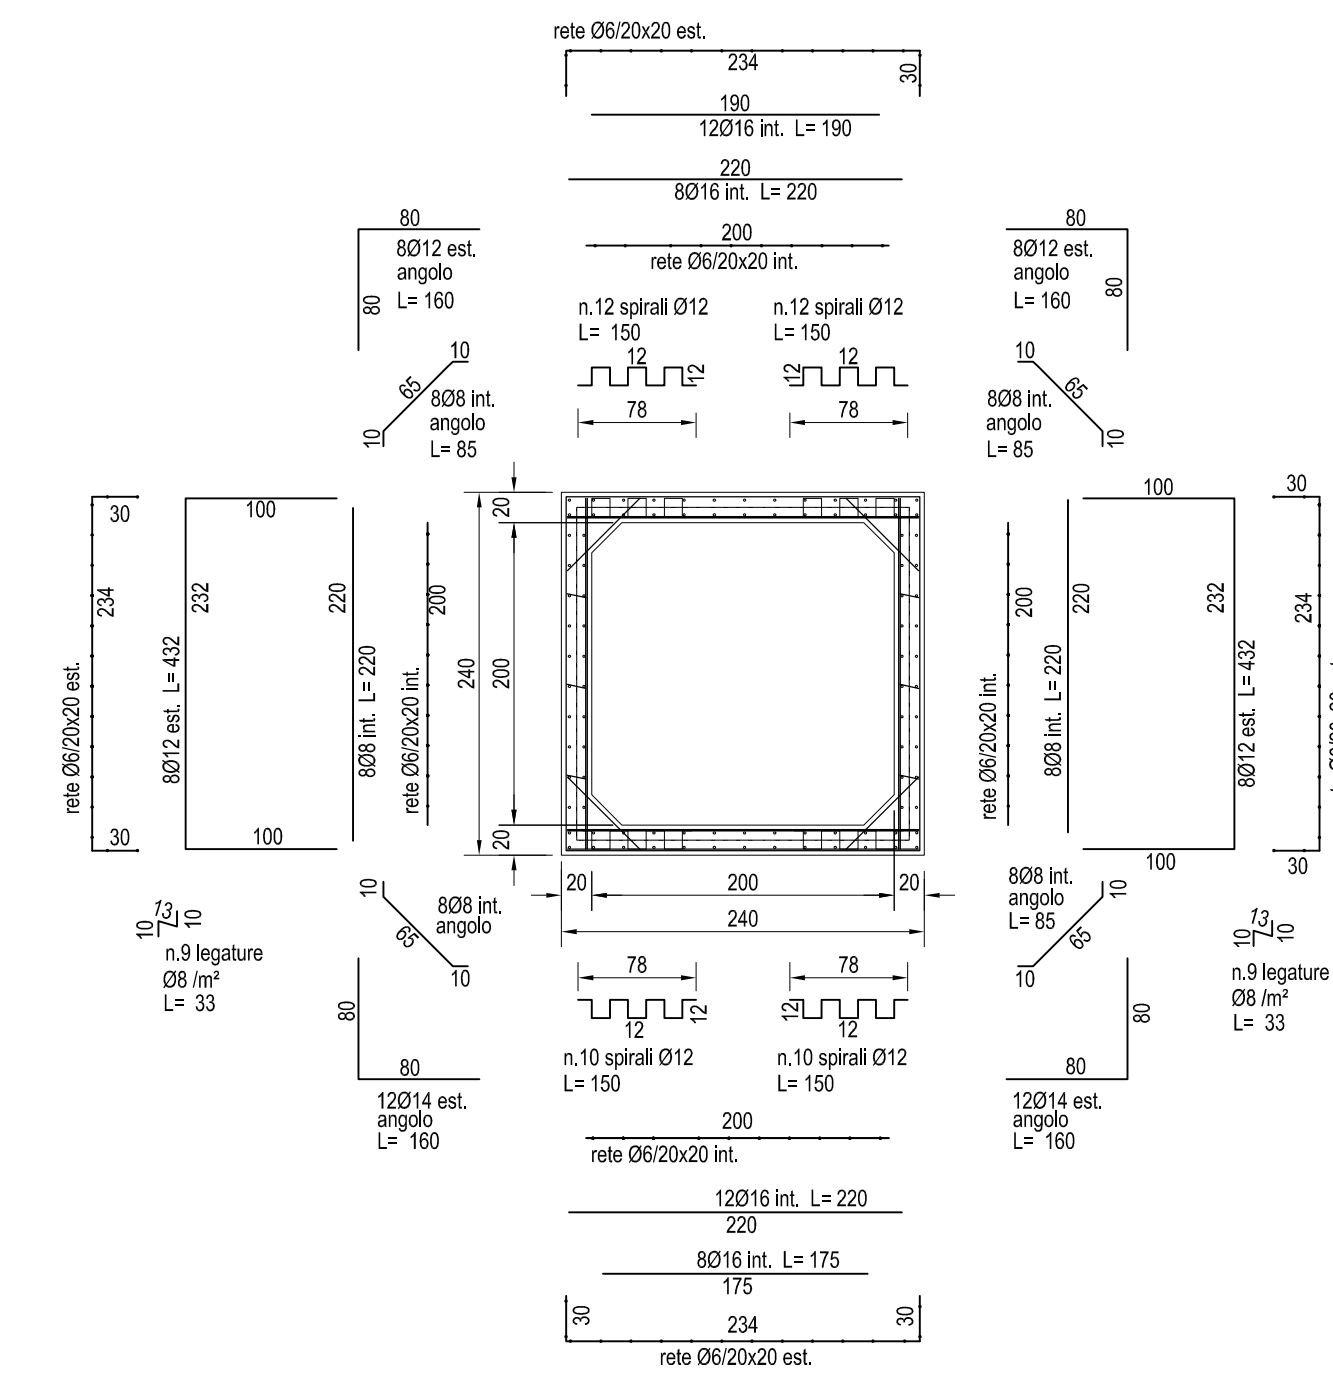 rete Ø6/20x20 est.
234
30
190
12Ø16 int. L= 190
220
8Ø16 int. L= 220
200
rete Ø6/20x20 int.
80
8Ø12 est.
angolo
L= 160
80
80
8Ø12 est.
angolo
L= 160
80
n.12 spirali Ø12
L= 150
12
12
78
n.12 spirali Ø12
L= 150
12
12
78
10
65
10
8Ø8 int.
angolo
L= 85
10
65
10
8Ø8 int.
angolo
L= 85
30
234
30
rete Ø6/20x20 est.
100
232
100
8Ø12 est. L= 432
220
8Ø8 int. L= 220
200
rete Ø6/20x20 int.
20
240
200
20
20
200
20
240
200
rete Ø6/20x20 int.
220
8Ø8 int. L= 220
100
232
100
8Ø12 est. L= 432
30
234
30
10
13
10
n.9 legature
Ø8 /m²
L= 33
10
65
10
8Ø8 int.
angolo
80
80
12Ø14 est.
angolo
L= 160
78
12
12
n.10 spirali Ø12
L= 150
78
12
12
n.10 spirali Ø12
L= 150
8Ø8 int.
angolo
L= 85
10
65
10
80
80
12Ø14 est.
angolo
L= 160
10
13
10
n.9 legature
Ø8 /m²
L= 33
200
rete Ø6/20x20 int.
12Ø16 int. L= 220
220
8Ø16 int. L= 175
175
30
234
30
rete Ø6/20x20 est.